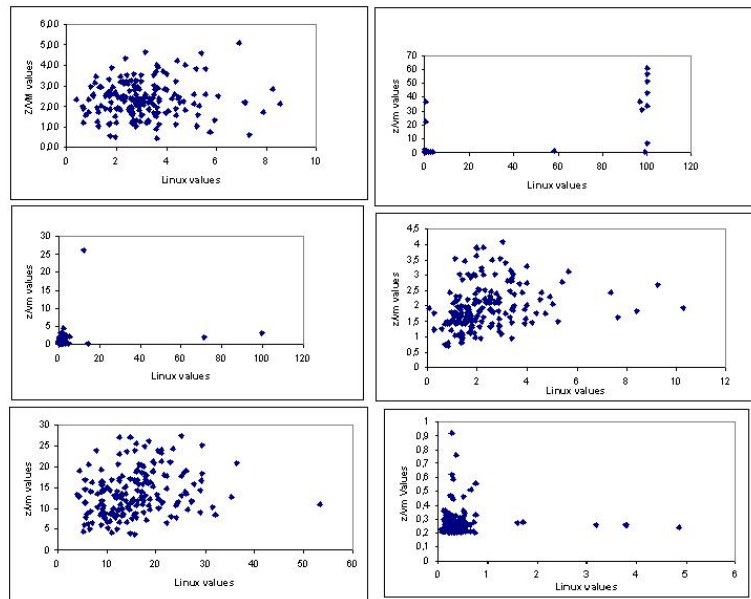 6,00
5,00
4,00
3,00
2,00
1,00
0,00
Z/VM values
0 2 4 6 8 10
Linux values
70
60
50
40
30
20
10
0
z/vm values
0 20 40 60 80 100 120
Linux values
30
25
20
15
10
5
0
z/vm values
0 20 40 60 80 100 120
Linux values
4,5
4
3,5
3
2,5
2
1,5
1
0,5
0
z/vm values
0 2 4 6 8 10 12
Linux values
30
25
20
15
10
5
0
z/vm values
0 10 20 30 40 50 60
Linux values
1
0,9
0,8
0,7
0,6
0,5
0,4
0,3
0,2
0,1
0
z/vm Values
0 1 2 3 4 5 6
Linux values